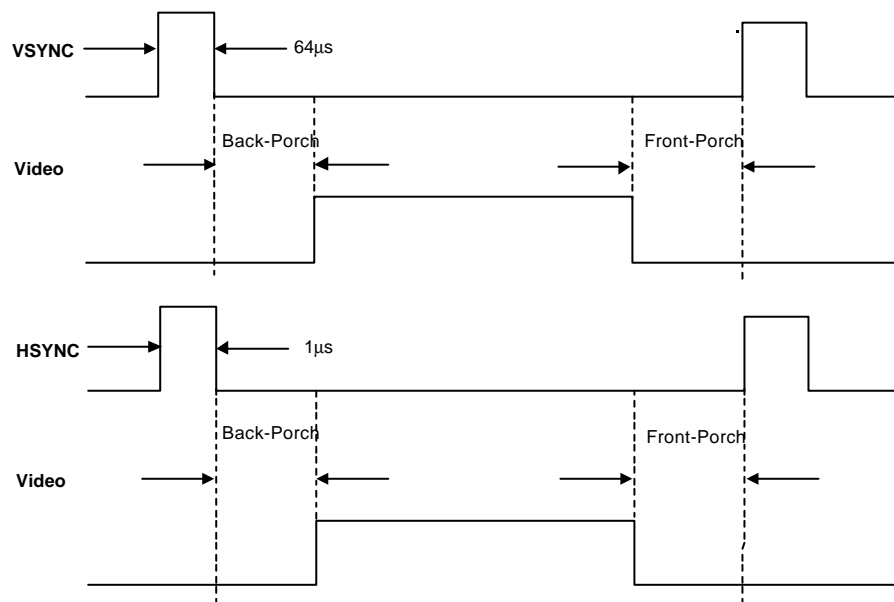 VSYNC
64μs
Back-Porch
Front-Porch
Video
HSYNC
1μs
Back-Porch
Front-Porch
Video